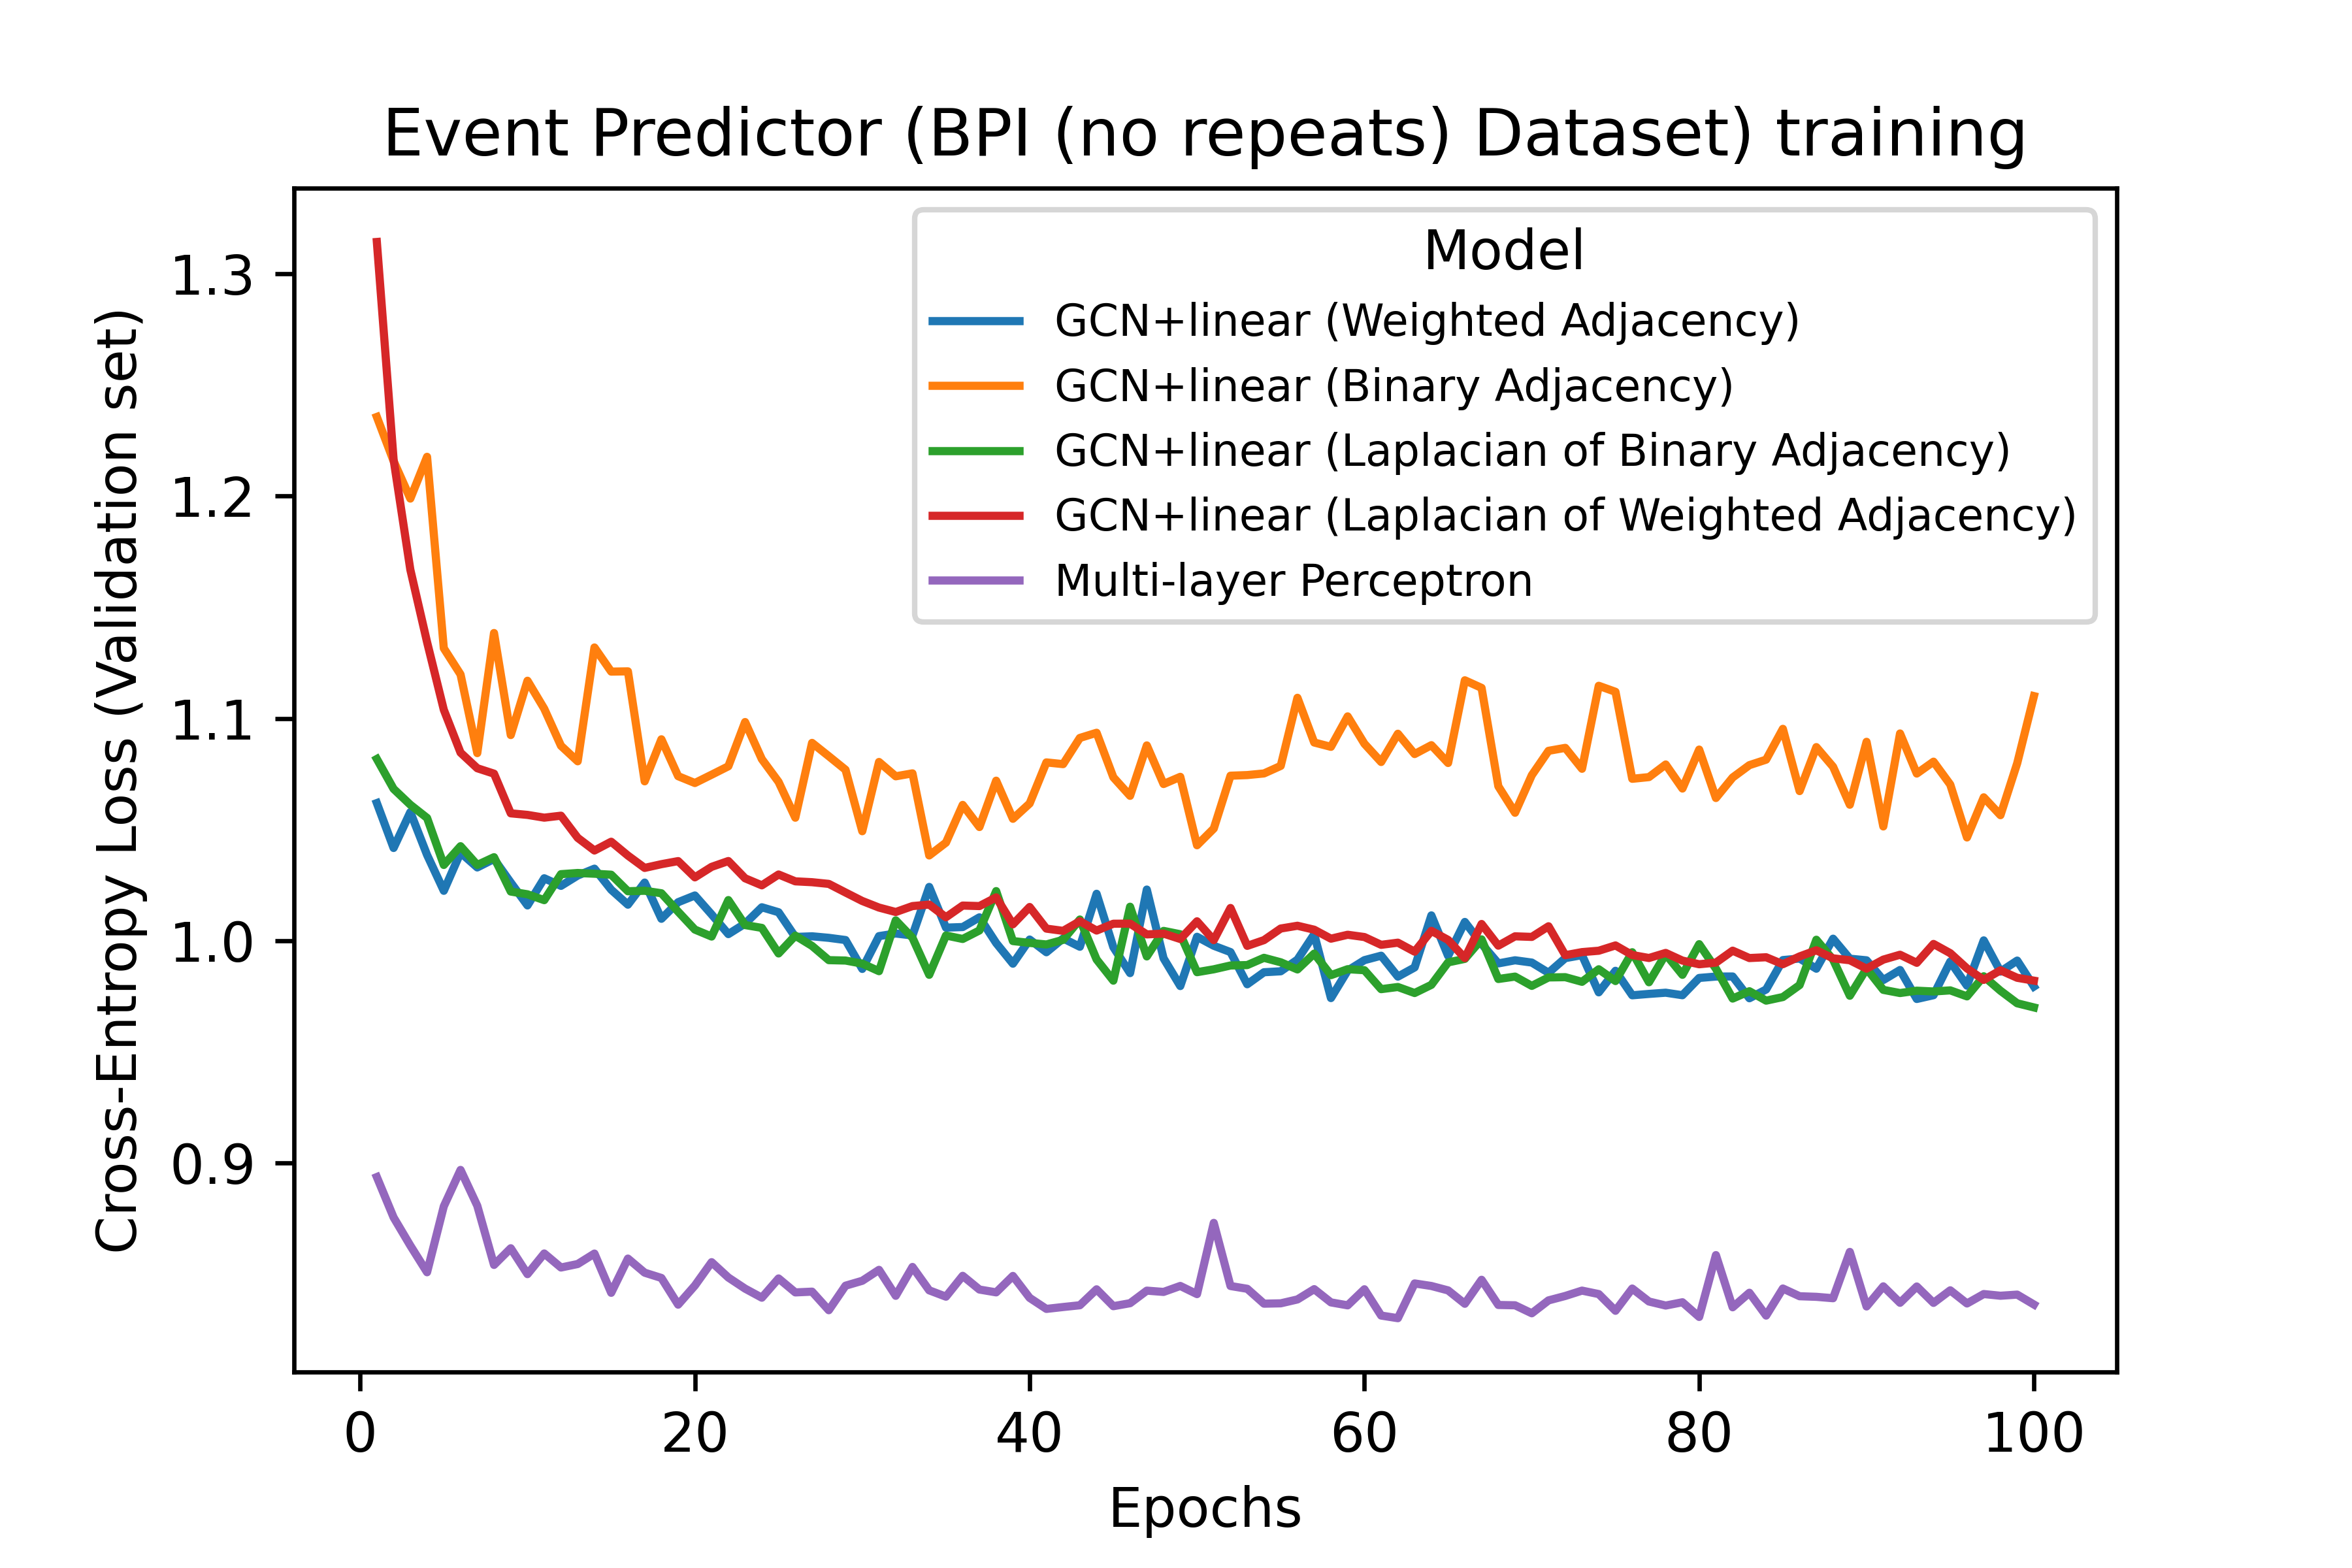 Event Predictor (BPI (no repeats) Dataset) training
Model
GCN+linear (Weighted Adjacency)
GCN+linear (Binary Adjacency)
GCN+linear (Laplacian of Binary Adjacency)
GCN+linear (Laplacian of Weighted Adjacency)
Multi-layer Perceptron
Cross-Entropy Loss (Validation set)
1.3
1.2
1.1
1.0
0.9
0 20 40 60 80 100
Epochs